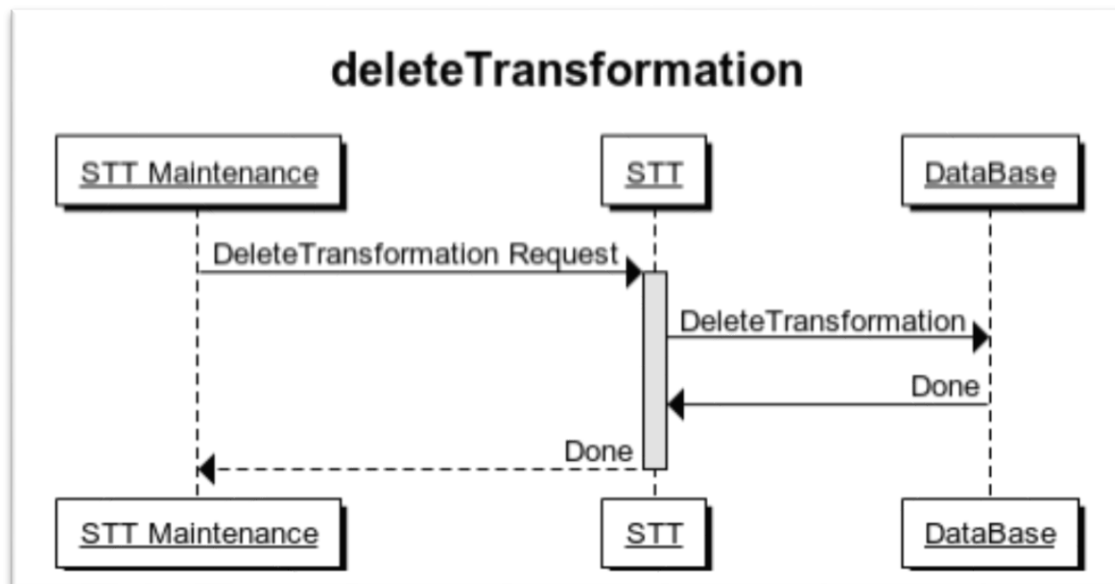 deleteTransformation
STT Maintenance
STT
DataBase
DeleteTransformation Request
DeleteTransformation
Done
Done
STT Maintenance
STT
DataBase